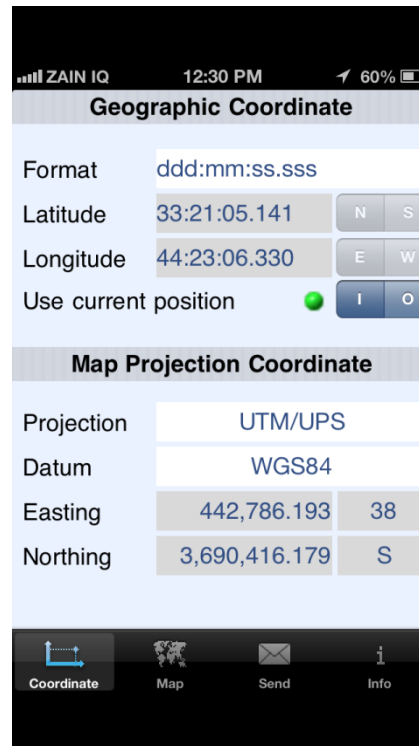 ZAIN IQ 12:30 PM 60%
Geographic Coordinate
Format ddd:mm:ss.sss
Latitude 33:21:05.141 N S
Longitude 44:23:06.330 E W
Use current position I O
Map Projection Coordinate
Projection UTM/UPS
Datum WGS84
Easting 442,786.193 38
Northing 3,690,416.179 S
i
Coordinate Map Send Info